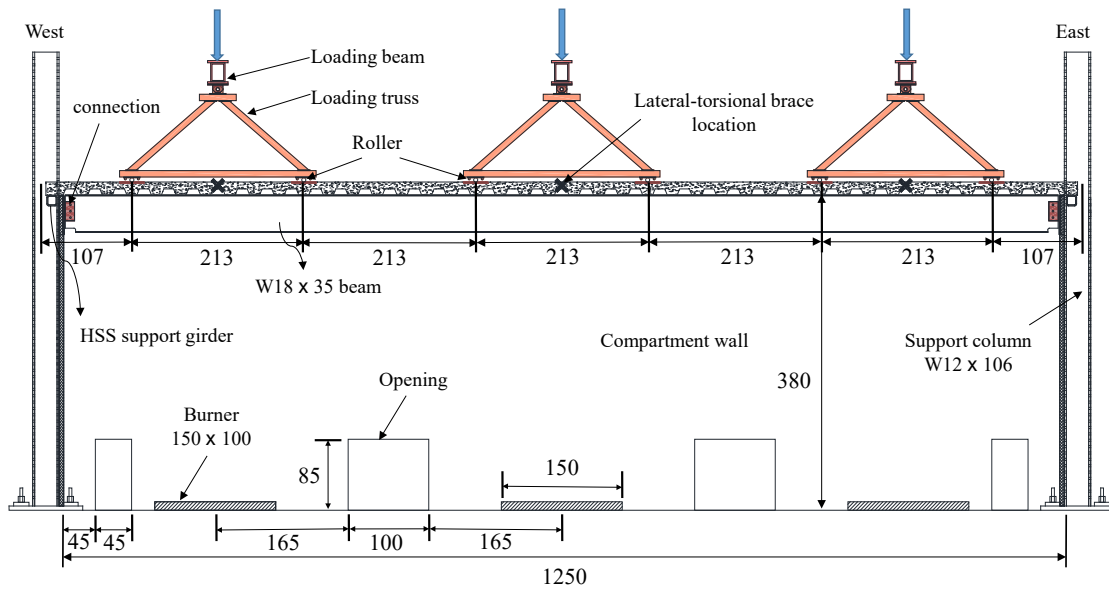 West
East
Loading beam
Loading truss
connection
Lateral-torsional brace
location
Roller
107
213
213
213
213
213
107
W18 x 35 beam
HSS support girder
Compartment wall
Support column
W12 x 106
380
Opening
Burner
150 x 100
85
150
45
45
165
100
165
1250